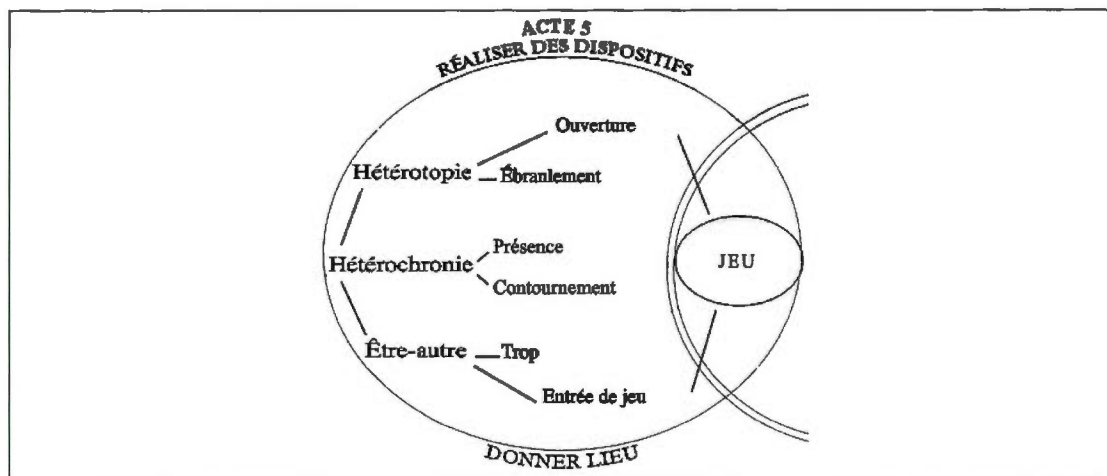 ACTE 5
RÉALISER DES DISPOSITIFS
Ouverture
Hétérotopie
Ébranlement
Présence
Hétérochronie
Contournement
JEU
Être-autre
Trop
Entrée de jeu
DONNER LIEU